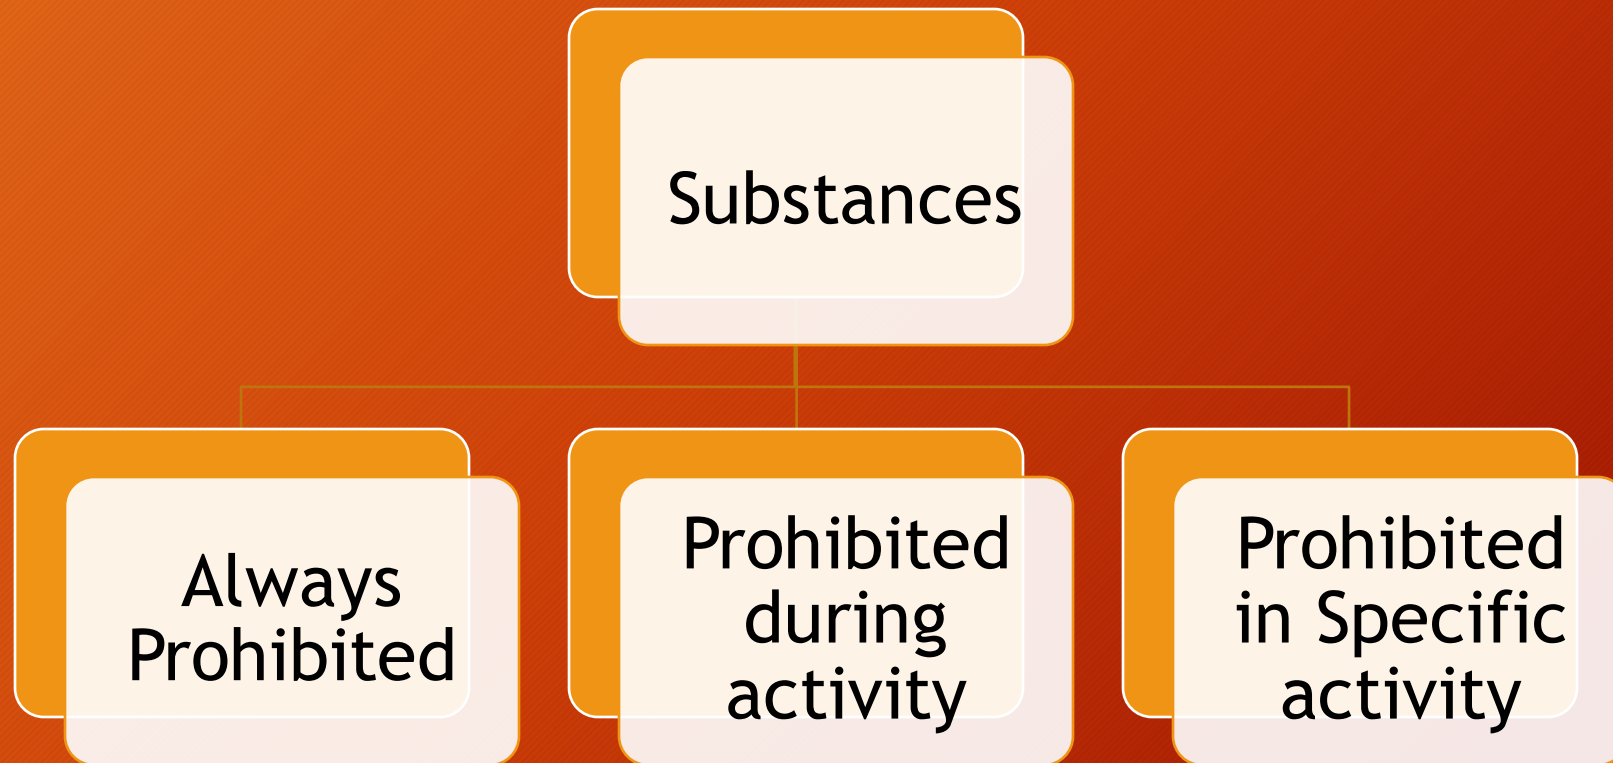 Substances
Always
Prohibited
Prohibited
during
activity
Prohibited
in Specific
activity